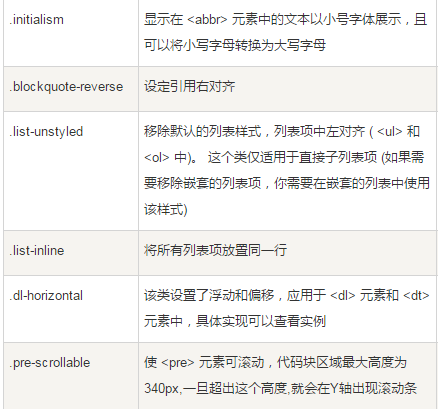 .initialism
显示在 <abbr> 元素中的文本以小号字体展示，且
可以将小写字母转换为大写字母
.blockquote-reverse
设定引用右对齐
.list-unstyled
移除默认的列表样式，列表项中左对齐 ( <ul> 和
<ol> 中)。 这个类仅适用于直接子列表项 (如果需
要移除嵌套的列表项，你需要在嵌套的列表中使用
该样式)
.list-inline
将所有列表项放置同一行
.dl-horizontal
该类设置了浮动和偏移，应用于 <dl> 元素和 <dt>
元素中，具体实现可以查看实例
.pre-scrollable
使 <pre> 元素可滚动，代码块区域最大高度为
340px,一旦超出这个高度,就会在Y轴出现滚动条